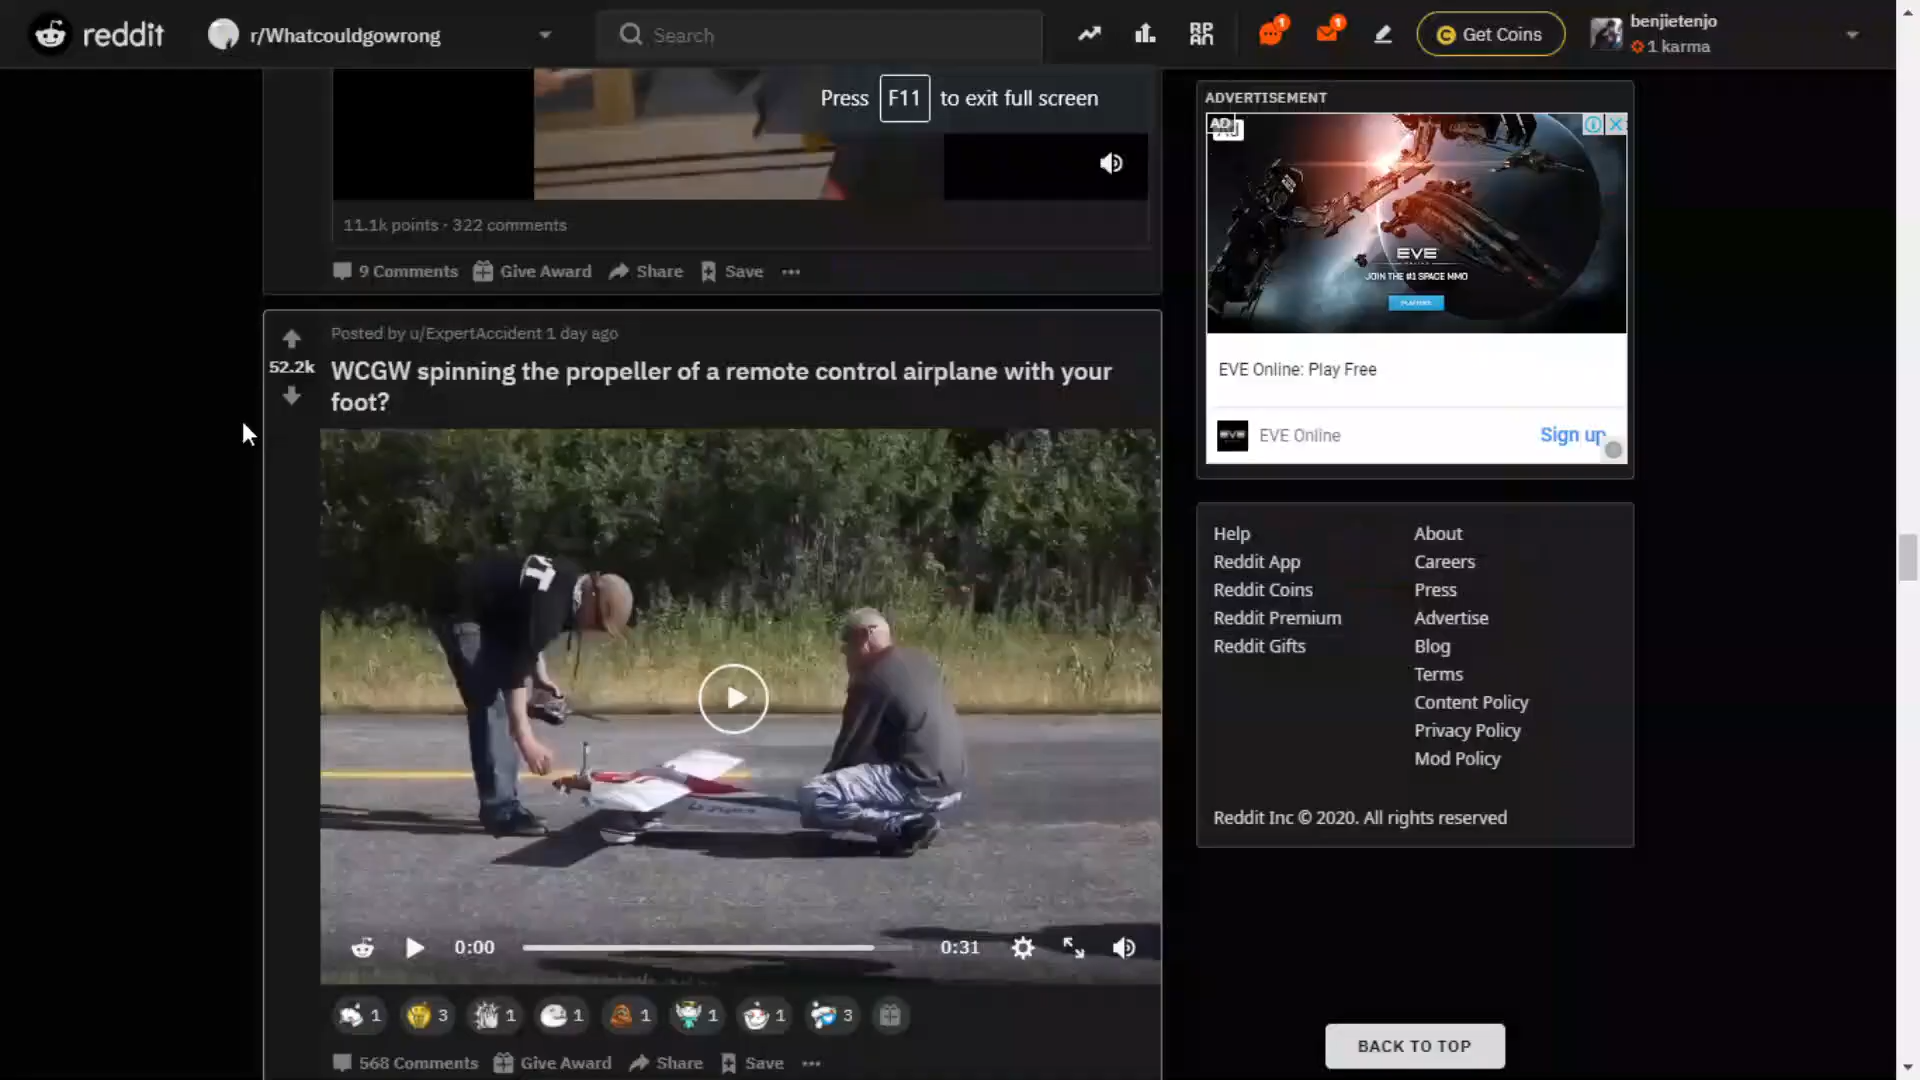 reddit
r/Whatcouldgowrong
Search
1
1
Get Coins
benjietenjo
1 karma
Press F11 to exit full screen
11.1k points · 322 comments
9 Comments Give Award Share Save ...
Posted by u/ExpertAccident 1 day ago
52.2k
WCGW spinning the propeller of a remote control airplane with your
foot?
0:00
0:31
1 3 1 1 1 1 1 3
568 Comments Give Award Share Save ...
ADVERTISEMENT
AD
EVE
JOIN THE #1 SPACE MMO
EVE Online: Play Free
EVE Online
Sign up
Help
Reddit App
Reddit Coins
Reddit Premium
Reddit Gifts
About
Careers
Press
Advertise
Blog
Terms
Content Policy
Privacy Policy
Mod Policy
Reddit Inc © 2020. All rights reserved
BACK TO TOP